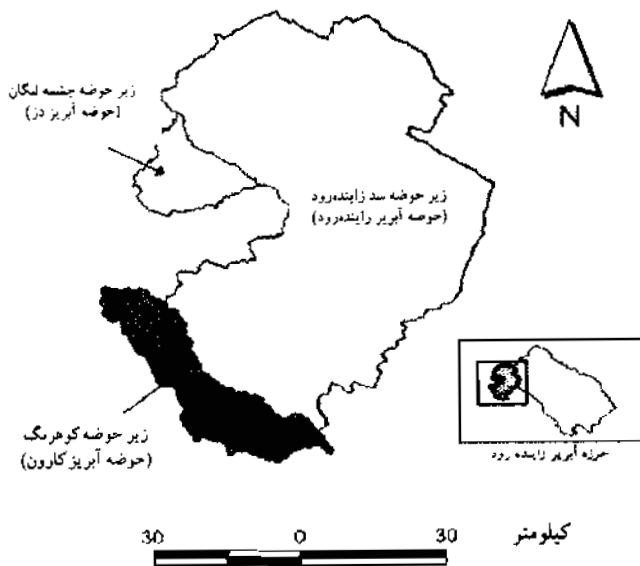 زیر حوضه چشمه لنگان
(حوضه آبریز دز)
N
زیر حوضه سد زاینده‌رود
(حوضه آبریز زاینده‌رود)
زیر حوضه کوهرنگ
(حوضه آبریز کارون)
حوزه آبریز زاینده رود
کیلومتر
30 0 30